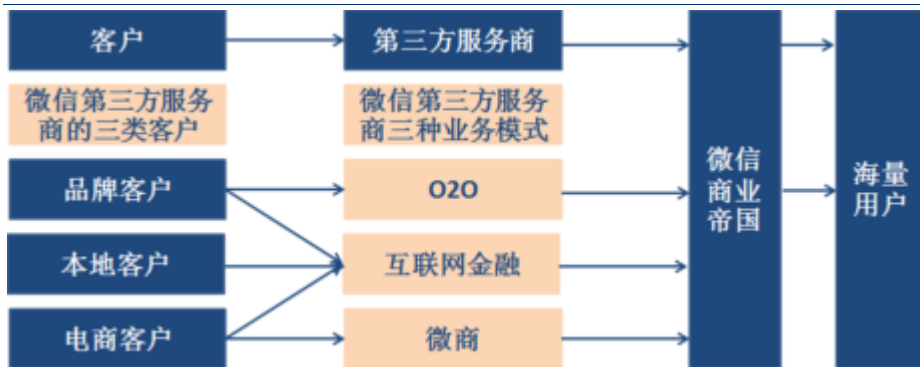 客户
第三方服务商
微信第三方服务
商的三类客户
微信第三方服务
商三种业务模式
品牌客户
O2O
本地客户
互联网金融
电商客户
微商
微信
商业
帝国
海量
用户